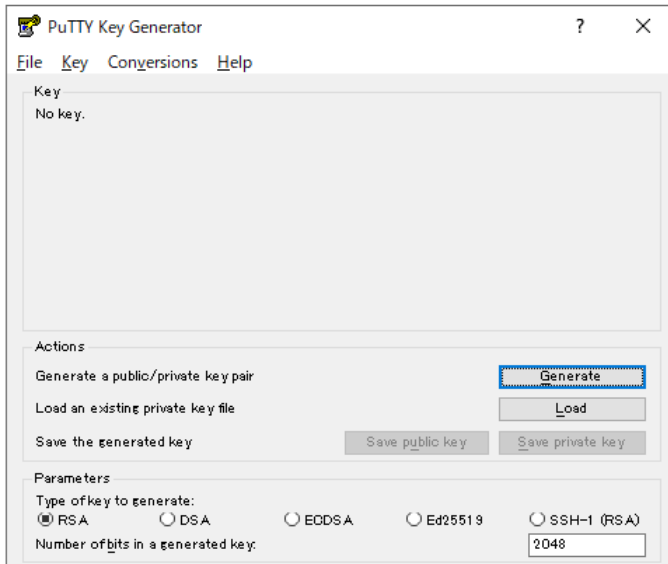 PuTTY Key Generator ? ×
File Key Conversions Help
Key
No key.
Actions
Generate a public/private key pair Generate
Load an existing private key file Load
Save the generated key Save public key Save private key
Parameters
Type of key to generate:
RSA DSA ECDSA Ed25519 SSH-1 (RSA)
Number of bits in a generated key: 2048